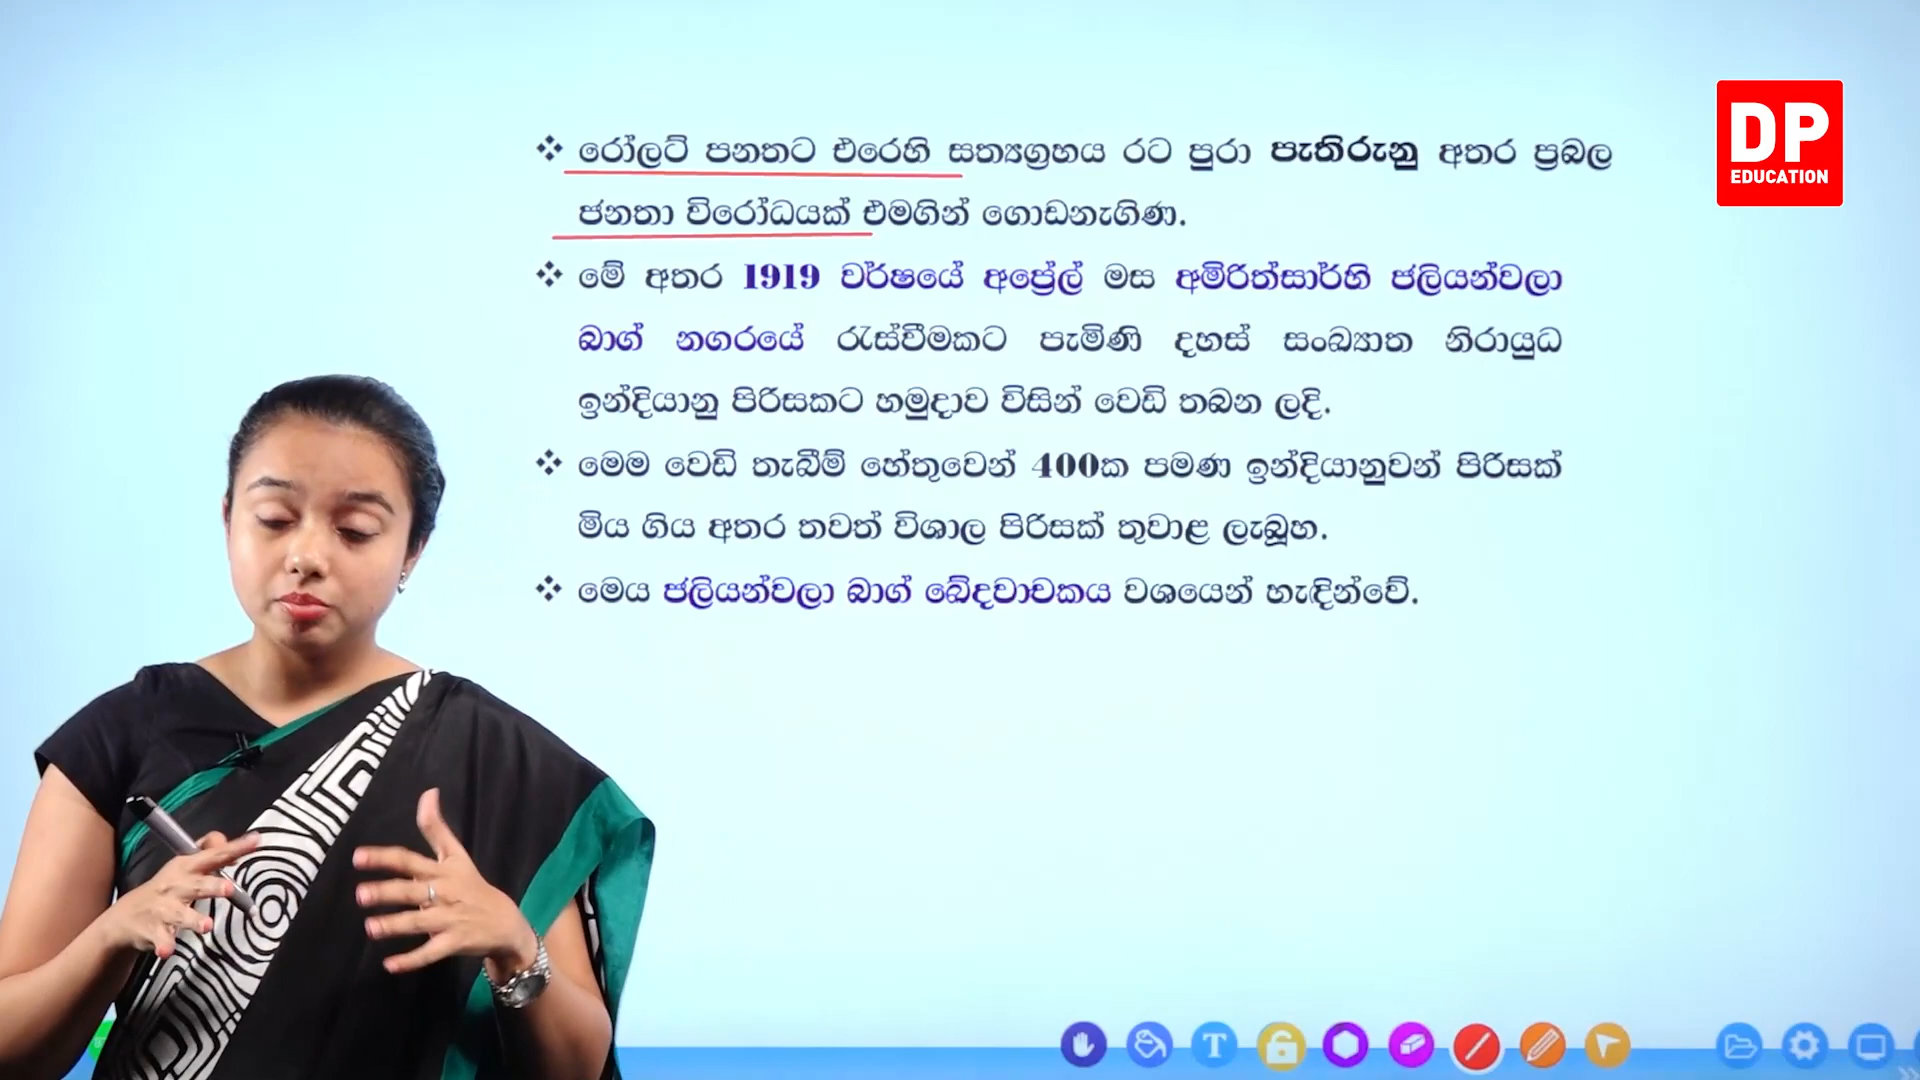 ❖ රෝලට් පනතට එරෙහි සත්‍යග්‍රහය රට පුරා පැතිරුනු අතර ප්‍රබල
ජනතා විරෝධයක් එමගින් ගොඩනැගිණ.
❖ මේ අතර 1919 වර්ෂයේ අප්‍රේල් මස අමිරිත්සාර්හි ජලියන්වලා
බාග් නගරයේ රැස්වීමකට පැමිණි දහස් සංඛ්‍යාත නිරායුධ
ඉන්දියානු පිරිසකට හමුදාව විසින් වෙඩි තබන ලදි.
❖ මෙම වෙඩි තැබීම් හේතුවෙන් 400ක පමණ ඉන්දියානුවන් පිරිසක්
මිය ගිය අතර තවත් විශාල පිරිසක් තුවාළ ලැබූහ.
❖ මෙය ජලියන්වලා බාග් ඛේදවාචකය වශයෙන් හැඳින්වේ.
DP
EDUCATION
T